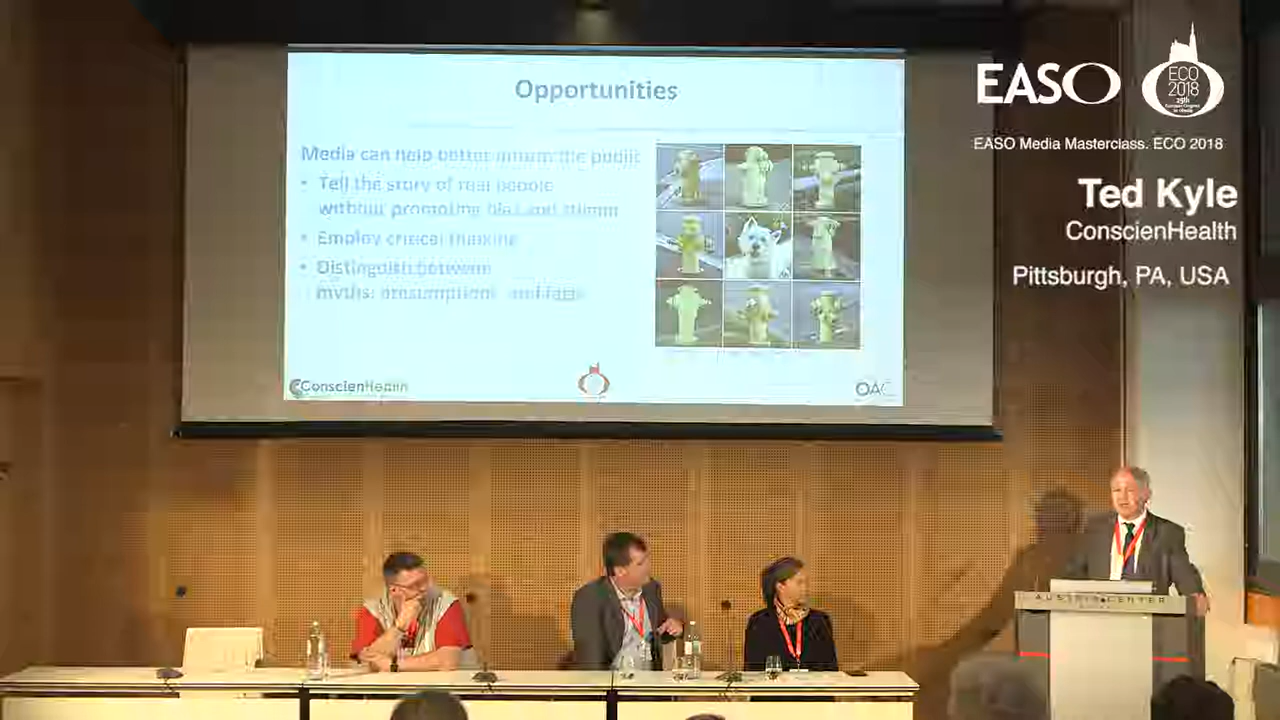 Opportunities
Media can help better inform the public
• Tell the story of real people
without promoting bias and stigma
• Employ critical thinking
• Distinguish between
myths, presumptions, and facts
ConscienHealth
OAC
EASO
ECO
2018
25th
EASO Media Masterclass. ECO 2018
Ted Kyle
ConscienHealth
Pittsburgh, PA, USA
AUSTRIA CENTER